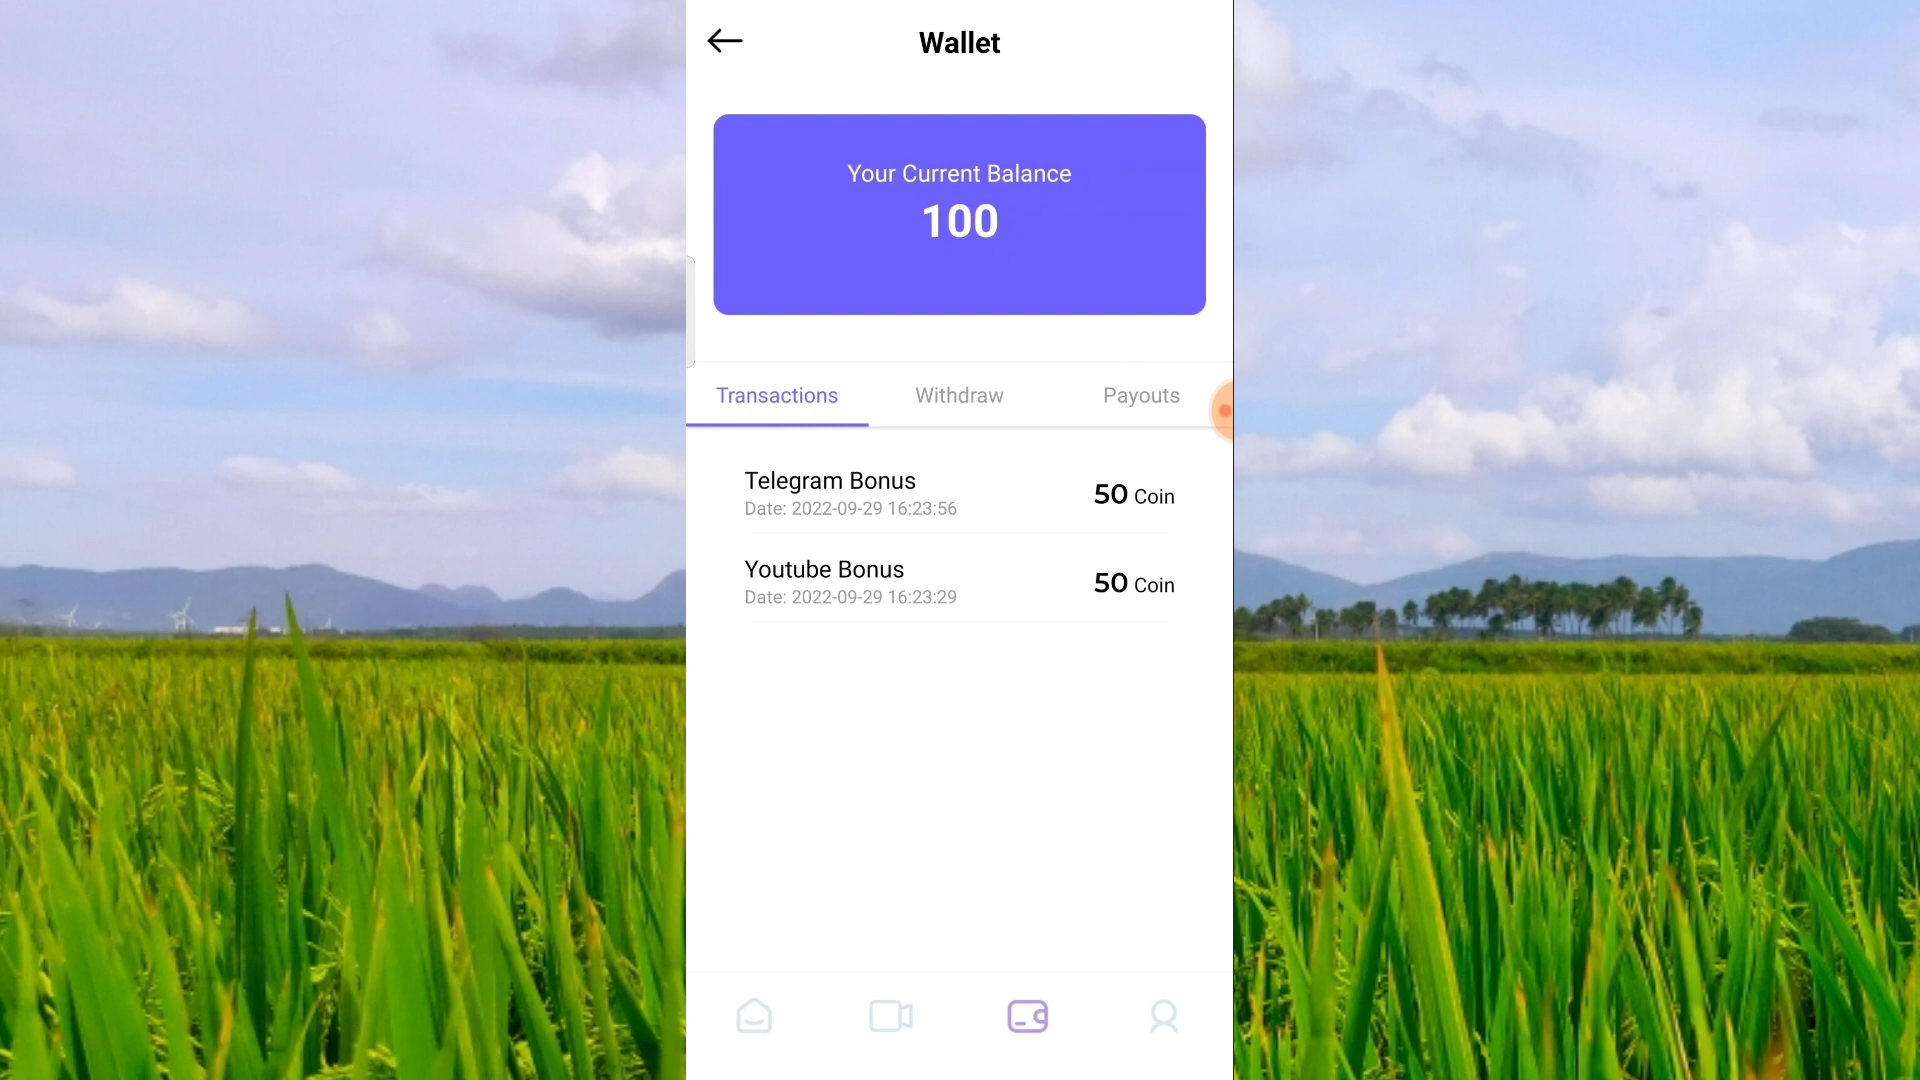 Wallet
Your Current Balance
100
Transactions
Withdraw
Payouts
Telegram Bonus
50 Coin
Date: 2022-09-29 16:23:56
Youtube Bonus
50 Coin
Date: 2022-09-29 16:23:29